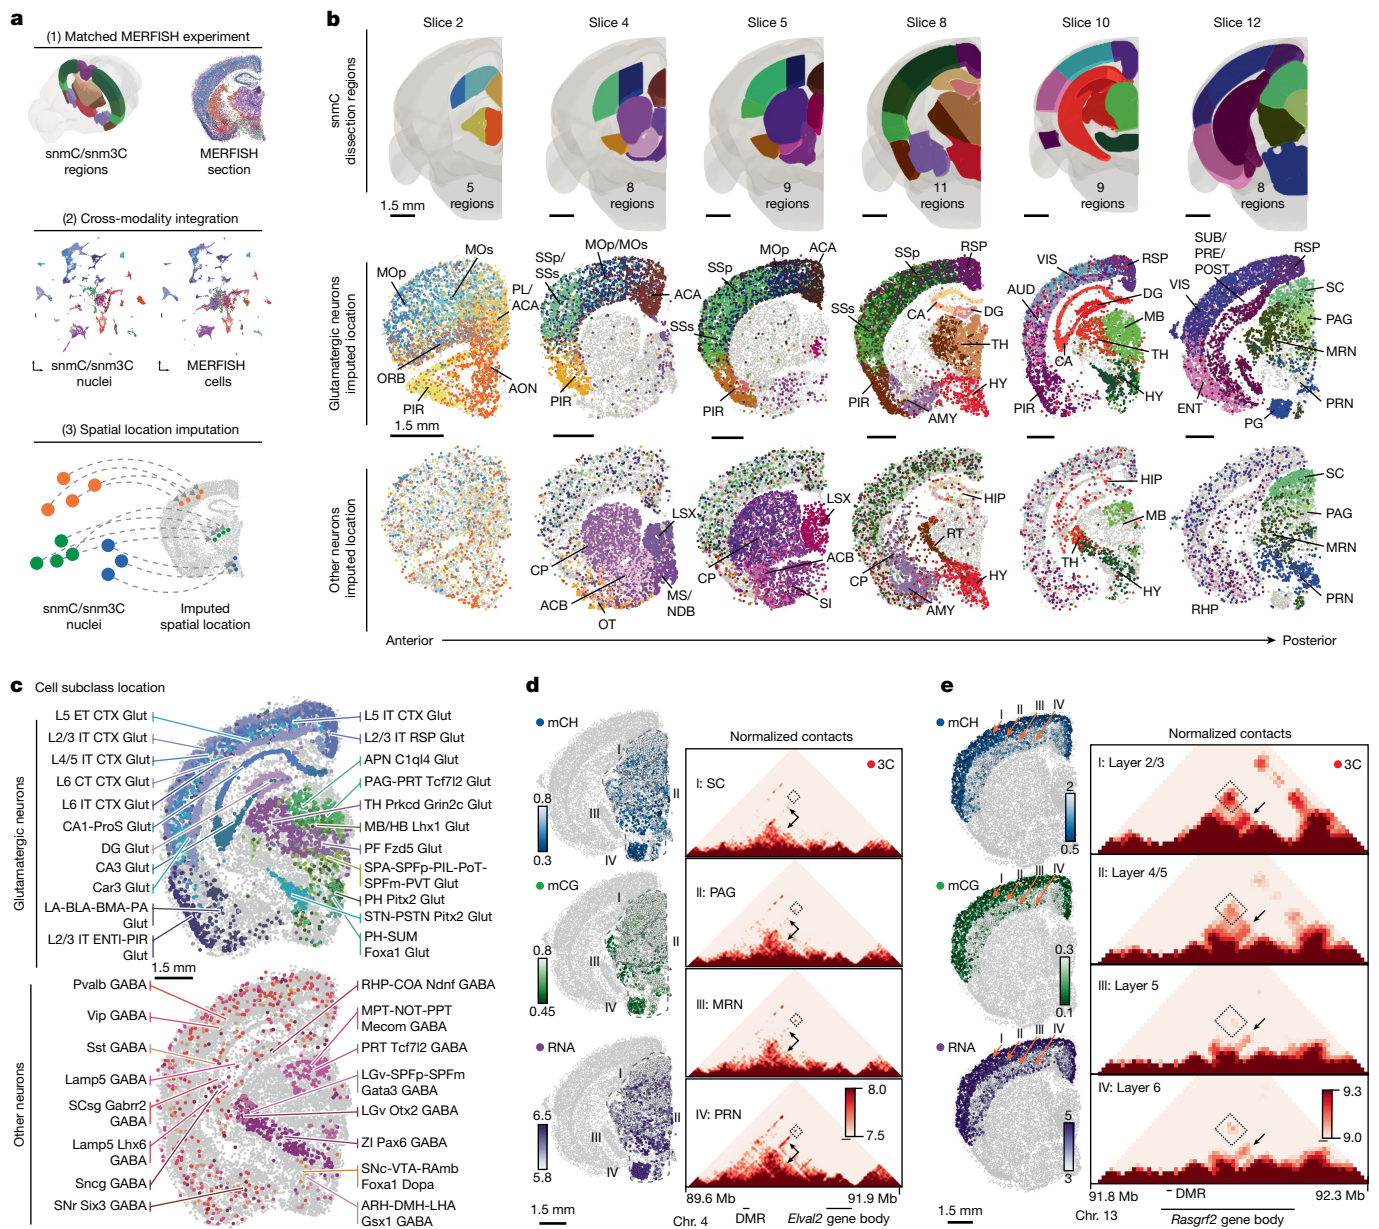 a
(1) Matched MERFISH experiment
snmC/snm3C
regions
MERFISH
section
(2) Cross-modality integration
snmC/snm3C
nuclei
MERFISH
cells
(3) Spatial location imputation
snmC/snm3C
nuclei
Imputed
spatial location
b
Slice 2
Slice 4
Slice 5
Slice 8
Slice 10
Slice 12
snmC
dissection regions
5
regions
8
regions
9
regions
11
regions
9
regions
8
regions
1.5 mm
Glutamatergic neurons
imputed location
MOs
MOp
PL/
ACA
ORB
AON
PIR
1.5 mm
SSp/
SSs
MOp/MOs
ACA
PIR
MOp
ACA
SSp
SSs
PIR
SSp
RSP
SSs
CA
DG
TH
HY
PIR
AMY
VIS
RSP
AUD
DG
MB
CA
TH
HY
PIR
SUB/
PRE/
POST
RSP
VIS
SC
PAG
MRN
ENT
PRN
PG
Other neurons
imputed location
LSX
CP
ACB
MS/
NDB
OT
LSX
ACB
CP
SI
HIP
RT
CP
HY
AMY
HIP
MB
TH
HY
SC
PAG
MRN
PRN
RHP
Anterior
Posterior
c
Cell subclass location
Glutamatergic neurons
L5 ET CTX Glut
L2/3 IT CTX Glut
L4/5 IT CTX Glut
L6 CT CTX Glut
L6 IT CTX Glut
CA1-ProS Glut
DG Glut
CA3 Glut
Car3 Glut
LA-BLA-BMA-PA
Glut
L2/3 IT ENTI-PIR
Glut
1.5 mm
L5 IT CTX Glut
L2/3 IT RSP Glut
APN C1ql4 Glut
PAG-PRT Tcf7l2 Glut
TH Prkcd Grin2c Glut
MB/HB Lhx1 Glut
PF Fzd5 Glut
SPA-SPFp-PIL-PoT-
SPFm-PVT Glut
PH Pitx2 Glut
STN-PSTN Pitx2 Glut
PH-SUM
Foxa1 Glut
Other neurons
Pvalb GABA
Vip GABA
Sst GABA
Lamp5 GABA
SCsg Gabrr2
GABA
Lamp5 Lhx6
GABA
Sncg GABA
SNr Six3 GABA
RHP-COA Ndnf GABA
MPT-NOT-PPT
Mecom GABA
PRT Tcf7l2 GABA
LGv-SPFp-SPFm
Gata3 GABA
LGv Otx2 GABA
ZI Pax6 GABA
SNc-VTA-RAmb
Foxa1 Dopa
ARH-DMH-LHA
Gsx1 GABA
d
mCH
I
II
III
IV
0.8
0.3
mCG
I
II
III
IV
0.8
0.45
RNA
I
II
III
IV
6.5
5.8
1.5 mm
Normalized contacts
3C
I: SC
II: PAG
III: MRN
IV: PRN
8.0
7.5
89.6 Mb
91.9 Mb
Chr. 4
DMR
Elval2 gene body
e
mCH
I II III IV
2
0.5
mCG
I II III IV
0.3
0.1
RNA
I II III IV
5
3
1.5 mm
Normalized contacts
I: Layer 2/3
3C
II: Layer 4/5
III: Layer 5
IV: Layer 6
9.3
9.0
91.8 Mb
92.3 Mb
DMR
Chr. 13
Rasgrf2 gene body